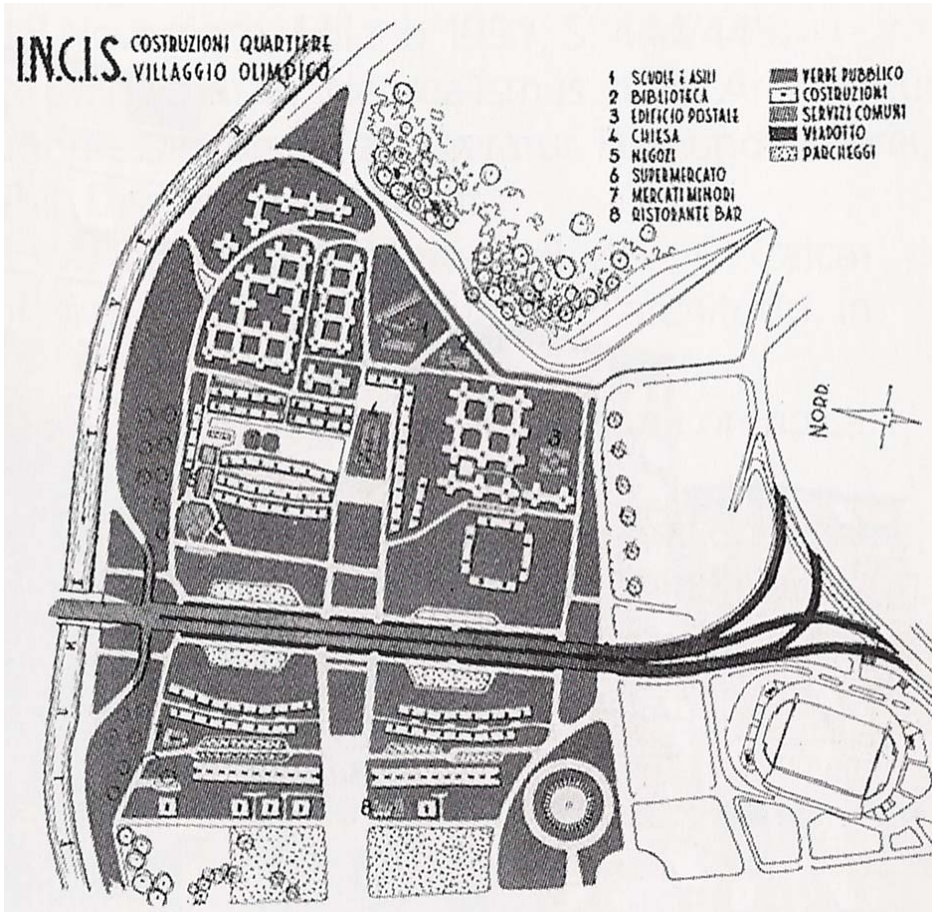 I.N.C.I.S. COSTRUZIONI QUARTIERE
VILLAGGIO OLIMPICO
1 SCUOLE E ASILI
2 BIBLIOTECA
3 EDIFICIO POSTALE
4 CHIESA
5 NEGOZI
6 SUPERMERCATO
7 MERCATI MINORI
8 RISTORANTE BAR
VERDE PUBBLICO
COSTRUZIONI
SERVIZI COMUNI
VIADOTTO
PARCHEGGI
NORD
8